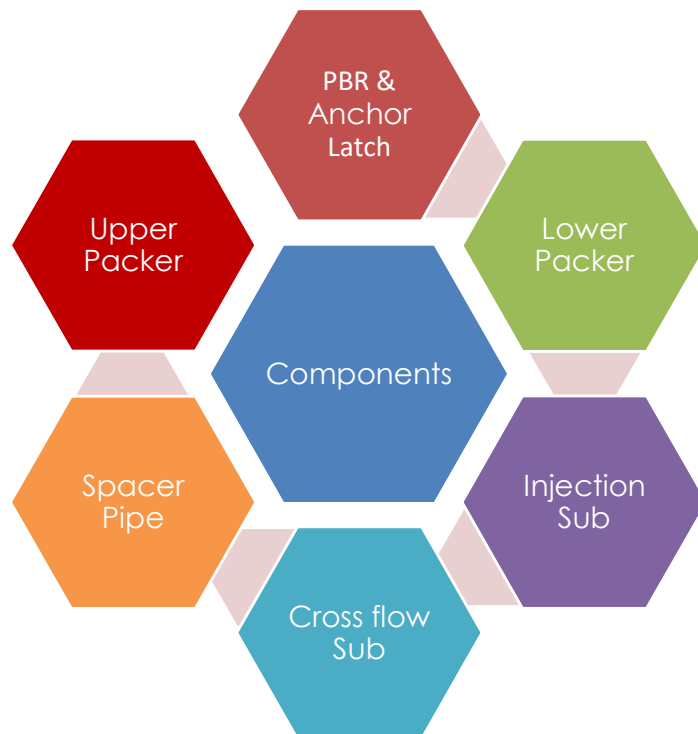 PBR &
Anchor
Latch
Upper
Packer
Lower
Packer
Components
Spacer
Pipe
Injection
Sub
Cross flow
Sub